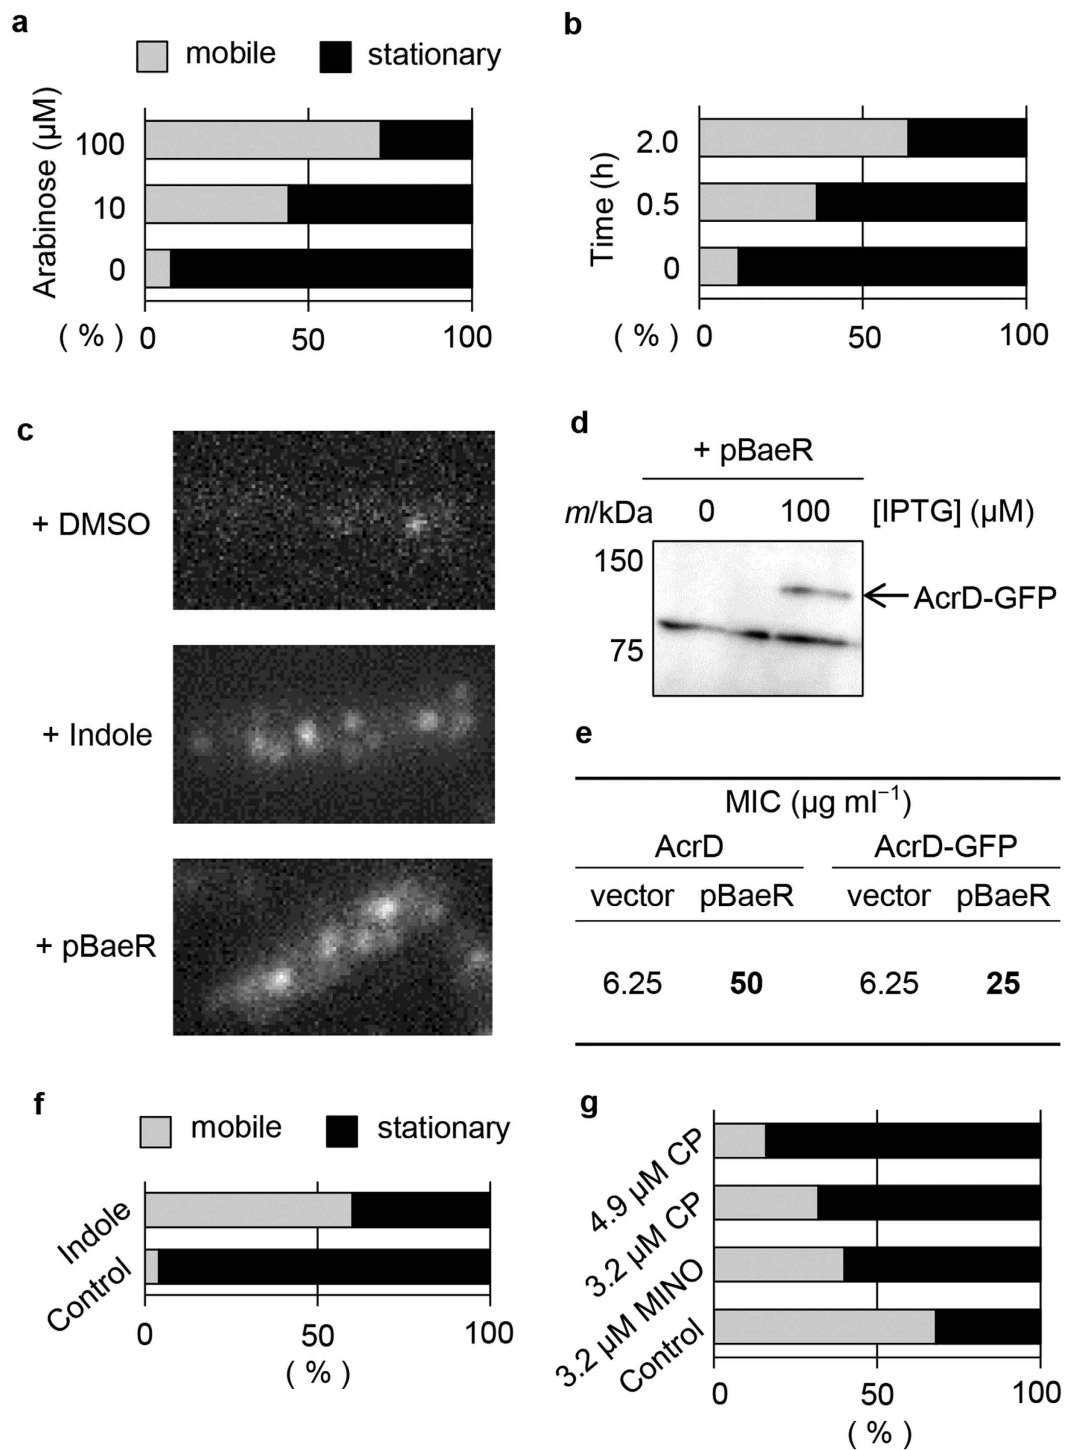 a
mobile stationary
Arabinose (µM)
100
10
0
( % ) 0 50 100
b
Time (h)
2.0
0.5
0
( % ) 0 50 100
c
+ DMSO
+ Indole
+ pBaeR
d
+ pBaeR
m/kDa 0 100 [IPTG] (µM)
150
AcrD-GFP
75
e
MIC (µg ml⁻¹)
AcrD AcrD-GFP
vector pBaeR vector pBaeR
6.25 50 6.25 25
f
mobile stationary
Indole
Control
0 50 100
( % )
g
4.9 µM CP
3.2 µM CP
3.2 µM MINO
Control
0 50 100
( % )